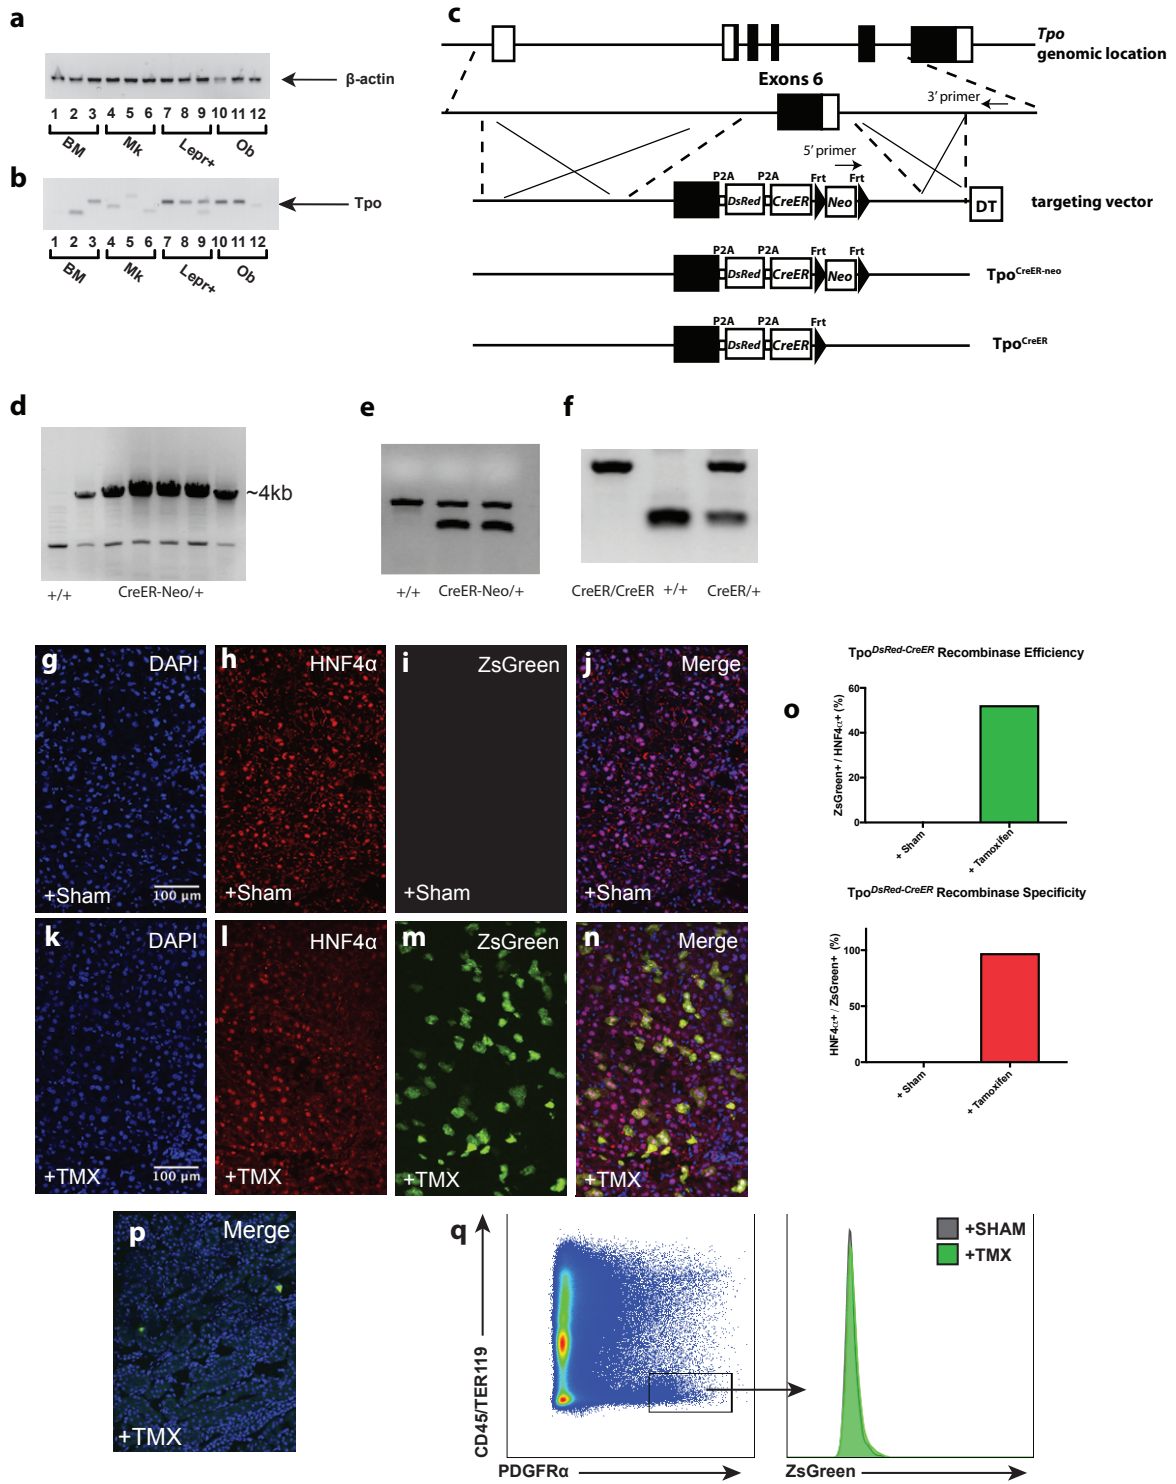 a
β-actin
1 2 3 4 5 6 7 8 9 10 11 12
BM Mk Lepr+ Ob
b
Tpo
1 2 3 4 5 6 7 8 9 10 11 12
BM Mk Lepr+ Ob
c
Tpo
genomic location
Exons 6
3' primer
5' primer
P2A P2A Frt Frt
DsRed CreER Neo DT
targeting vector
P2A P2A Frt Frt
DsRed CreER Neo
TpoCreER-neo
P2A P2A Frt
DsRed CreER
TpoCreER
d
~4kb
+/+ CreER-Neo/+
e
+/+ CreER-Neo/+
f
CreER/CreER +/+ CreER/+
g DAPI
+Sham
100 µm
h HNF4α
+Sham
i ZsGreen
+Sham
j Merge
+Sham
k DAPI
+TMX
100 µm
l HNF4α
+TMX
m ZsGreen
+TMX
n Merge
+TMX
o
TpoDsRed-CreER Recombinase Efficiency
ZsGreen+ / HNF4α+ (%)
60
40
20
0
+ Sham
+ Tamoxifen
TpoDsRed-CreER Recombinase Specificity
HNF4α+ / ZsGreen+ (%)
100
50
0
+ Sham
+ Tamoxifen
p Merge
+TMX
q
CD45/TER119
PDGFRα
+SHAM
+TMX
ZsGreen